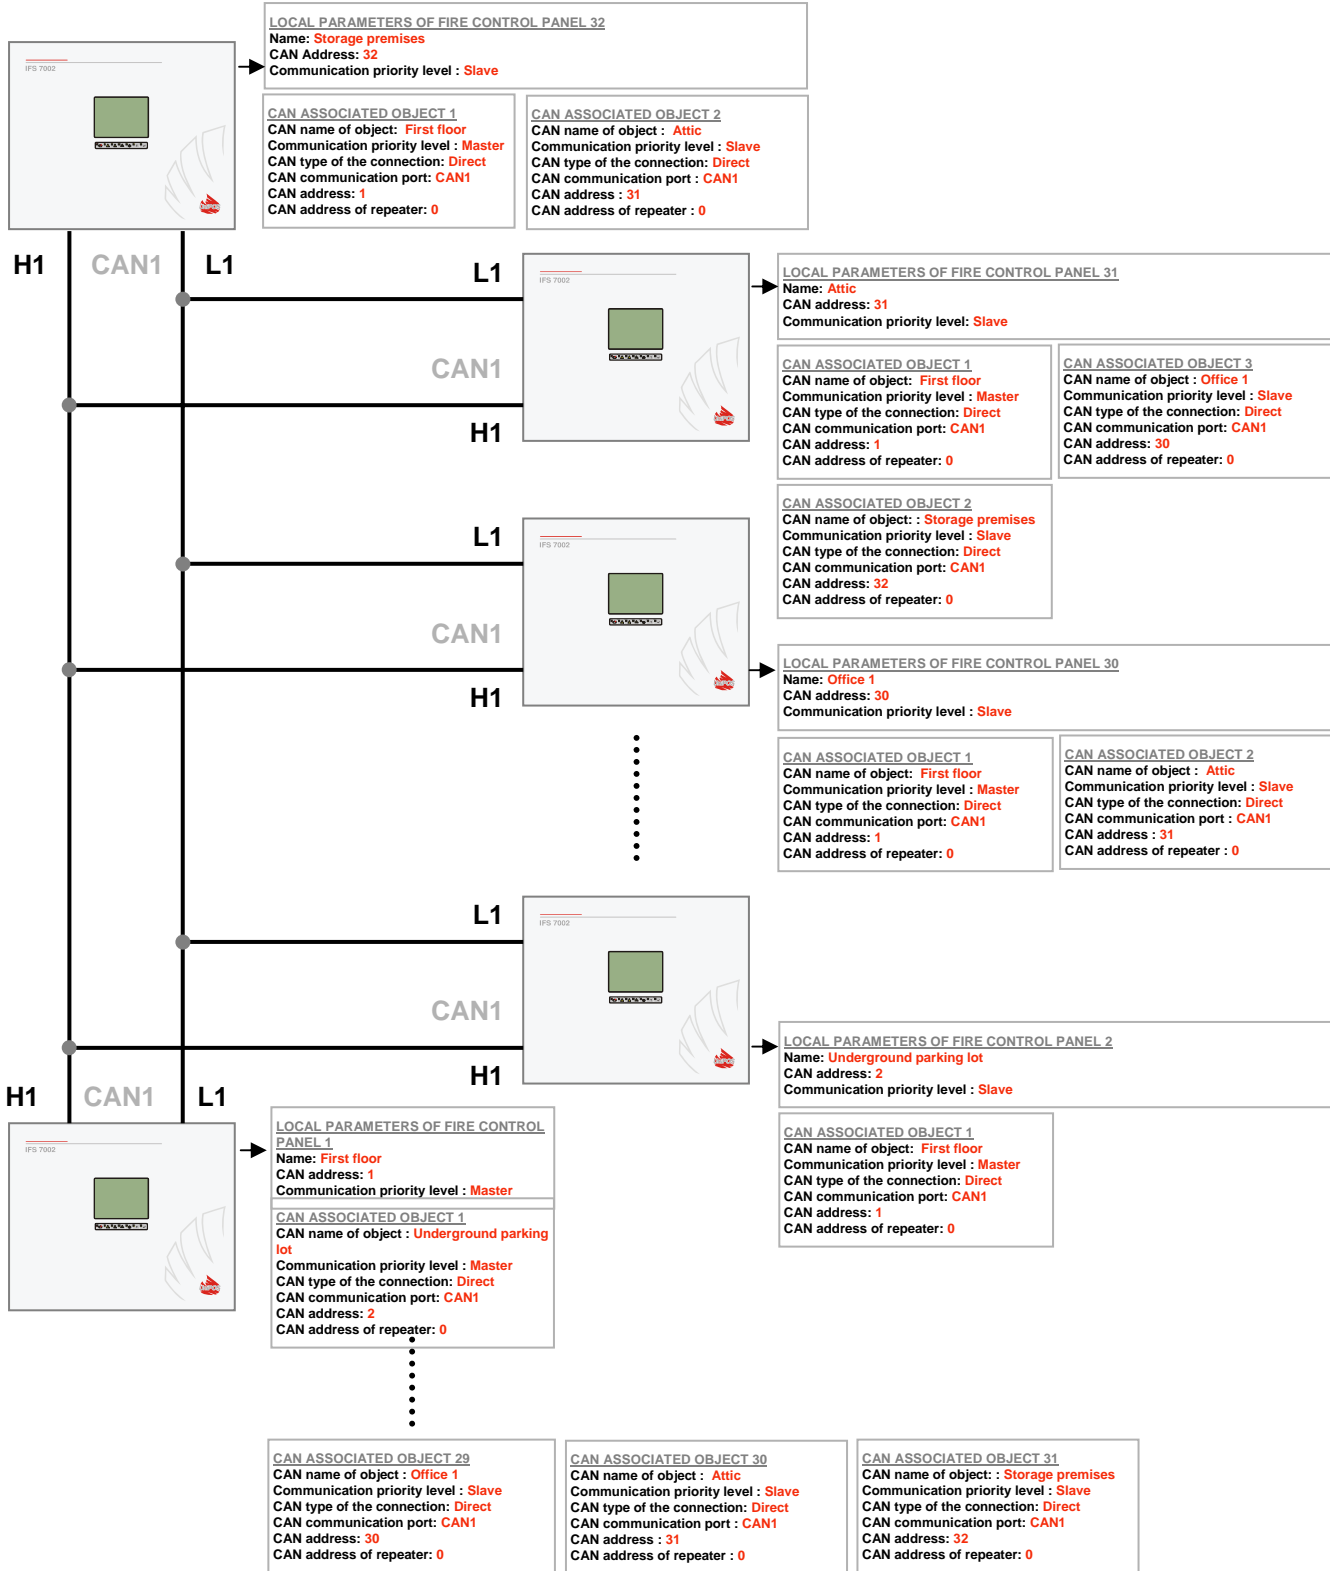 LOCAL PARAMETERS OF FIRE CONTROL PANEL 32
Name: Storage premises
CAN Address: 32
Communication priority level : Slave
IFS 7002
CAN ASSOCIATED OBJECT 1
CAN name of object: First floor
Communication priority level : Master
CAN type of the connection: Direct
CAN communication port: CAN1
CAN address: 1
CAN address of repeater: 0
CAN ASSOCIATED OBJECT 2
CAN name of object : Attic
Communication priority level : Slave
CAN type of the connection: Direct
CAN communication port : CAN1
CAN address : 31
CAN address of repeater : 0
H1 CAN1 L1
L1
CAN1
H1
IFS 7002
LOCAL PARAMETERS OF FIRE CONTROL PANEL 31
Name: Attic
CAN address: 31
Communication priority level: Slave
CAN ASSOCIATED OBJECT 1
CAN name of object: First floor
Communication priority level : Master
CAN type of the connection: Direct
CAN communication port: CAN1
CAN address: 1
CAN address of repeater: 0
CAN ASSOCIATED OBJECT 3
CAN name of object : Office 1
Communication priority level : Slave
CAN type of the connection: Direct
CAN communication port: CAN1
CAN address: 30
CAN address of repeater: 0
CAN ASSOCIATED OBJECT 2
CAN name of object: : Storage premises
Communication priority level : Slave
CAN type of the connection: Direct
CAN communication port: CAN1
CAN address: 32
CAN address of repeater: 0
L1
CAN1
H1
IFS 7002
LOCAL PARAMETERS OF FIRE CONTROL PANEL 30
Name: Office 1
CAN address: 30
Communication priority level : Slave
CAN ASSOCIATED OBJECT 1
CAN name of object: First floor
Communication priority level : Master
CAN type of the connection: Direct
CAN communication port: CAN1
CAN address: 1
CAN address of repeater: 0
CAN ASSOCIATED OBJECT 2
CAN name of object : Attic
Communication priority level : Slave
CAN type of the connection: Direct
CAN communication port : CAN1
CAN address : 31
CAN address of repeater : 0
L1
CAN1
H1
IFS 7002
LOCAL PARAMETERS OF FIRE CONTROL PANEL 2
Name: Underground parking lot
CAN address: 2
Communication priority level : Slave
CAN ASSOCIATED OBJECT 1
CAN name of object: First floor
Communication priority level : Master
CAN type of the connection: Direct
CAN communication port: CAN1
CAN address: 1
CAN address of repeater: 0
H1 CAN1 L1
IFS 7002
LOCAL PARAMETERS OF FIRE CONTROL
PANEL 1
Name: First floor
CAN address: 1
Communication priority level : Master
CAN ASSOCIATED OBJECT 1
CAN name of object : Underground parking
lot
Communication priority level : Master
CAN type of the connection: Direct
CAN communication port: CAN1
CAN address: 2
CAN address of repeater: 0
CAN ASSOCIATED OBJECT 29
CAN name of object : Office 1
Communication priority level : Slave
CAN type of the connection: Direct
CAN communication port: CAN1
CAN address: 30
CAN address of repeater: 0
CAN ASSOCIATED OBJECT 30
CAN name of object : Attic
Communication priority level : Slave
CAN type of the connection: Direct
CAN communication port : CAN1
CAN address : 31
CAN address of repeater : 0
CAN ASSOCIATED OBJECT 31
CAN name of object: : Storage premises
Communication priority level : Slave
CAN type of the connection: Direct
CAN communication port: CAN1
CAN address: 32
CAN address of repeater: 0